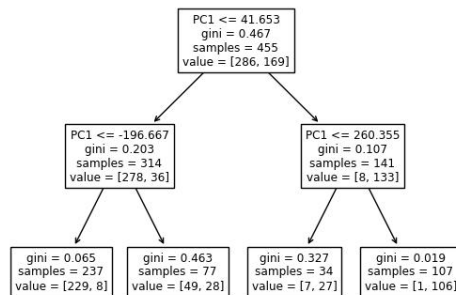 PC1 <= 41.653
gini = 0.467
samples = 455
value = [286, 169]
PC1 <= -196.667
gini = 0.203
samples = 314
value = [278, 36]
PC1 <= 260.355
gini = 0.107
samples = 141
value = [8, 133]
gini = 0.065
samples = 237
value = [229, 8]
gini = 0.463
samples = 77
value = [49, 28]
gini = 0.327
samples = 34
value = [7, 27]
gini = 0.019
samples = 107
value = [1, 106]